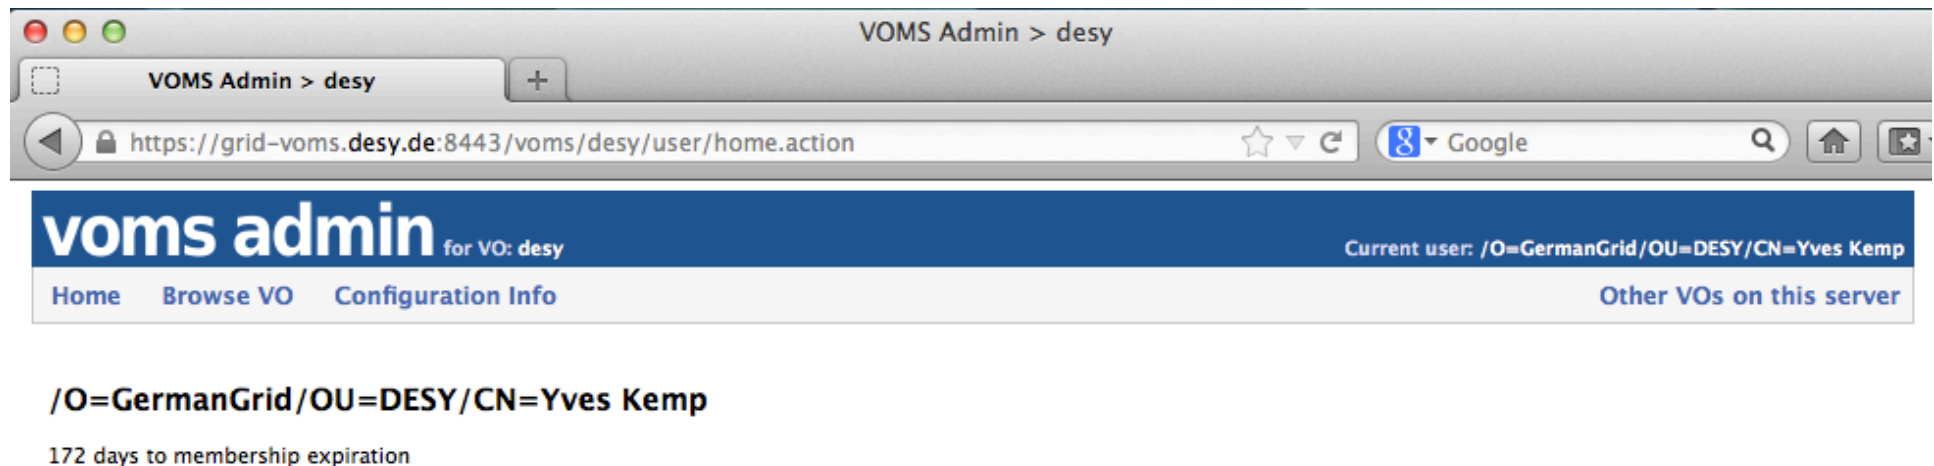 VOMS Admin > desy
VOMS Admin > desy
https://grid-voms.desy.de:8443/voms/desy/user/home.action
Google
voms admin for VO: desy
Current user: /O=GermanGrid/OU=DESY/CN=Yves Kemp
Home Browse VO Configuration Info
Other VOs on this server
/O=GermanGrid/OU=DESY/CN=Yves Kemp
172 days to membership expiration